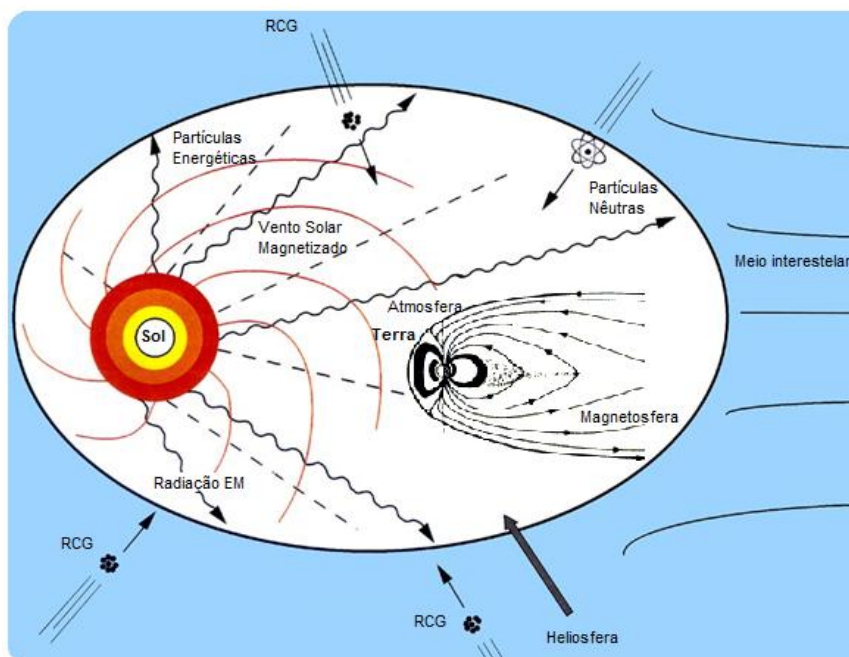 RCG
Partículas
Energéticas
Partículas
Nêutras
Vento Solar
Magnetizado
Meio interestelar
Atmosfera
Terra
Sol
Magnetosfera
Radiação EM
RCG
RCG
Heliosfera